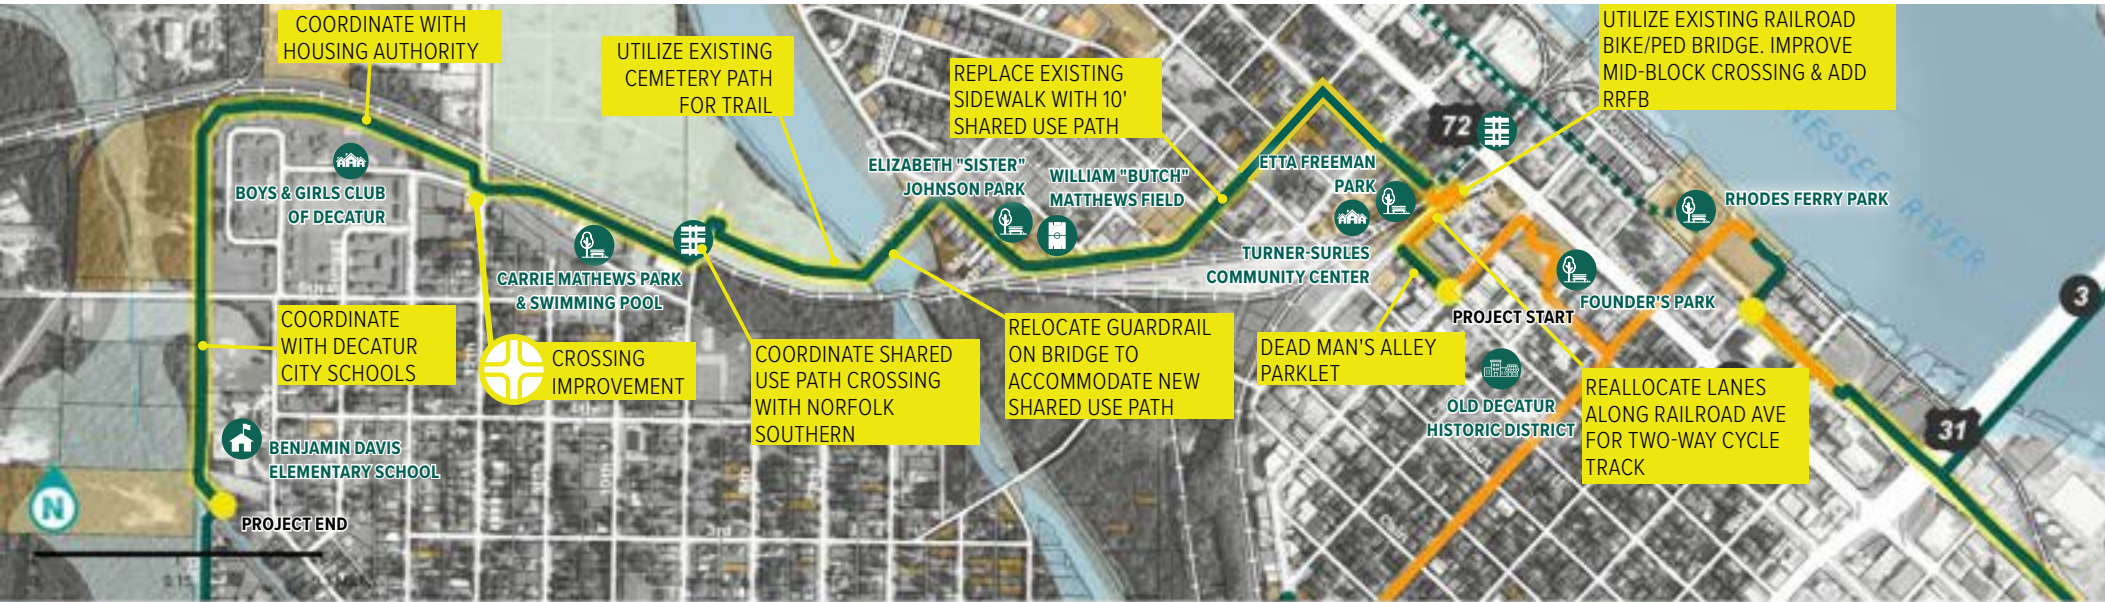 COORDINATE WITH
HOUSING AUTHORITY
UTILIZE EXISTING
CEMETERY PATH
FOR TRAIL
REPLACE EXISTING
SIDEWALK WITH 10'
SHARED USE PATH
UTILIZE EXISTING RAILROAD
BIKE/PED BRIDGE. IMPROVE
MID-BLOCK CROSSING & ADD
RRFB
72
BOYS & GIRLS CLUB
OF DECATUR
ELIZABETH "SISTER"
JOHNSON PARK
WILLIAM "BUTCH"
MATTHEWS FIELD
ETTA FREEMAN
PARK
RHODES FERRY PARK
RIVER
CARRIE MATHEWS PARK
& SWIMMING POOL
TURNER-SURLES
COMMUNITY CENTER
FOUNDER'S PARK
3
PROJECT START
COORDINATE
WITH DECATUR
CITY SCHOOLS
CROSSING
IMPROVEMENT
COORDINATE SHARED
USE PATH CROSSING
WITH NORFOLK
SOUTHERN
RELOCATE GUARDRAIL
ON BRIDGE TO
ACCOMMODATE NEW
SHARED USE PATH
DEAD MAN'S ALLEY
PARKLET
OLD DECATUR
HISTORIC DISTRICT
REALLOCATE LANES
ALONG RAILROAD AVE
FOR TWO-WAY CYCLE
TRACK
31
BENJAMIN DAVIS
ELEMENTARY SCHOOL
N
PROJECT END